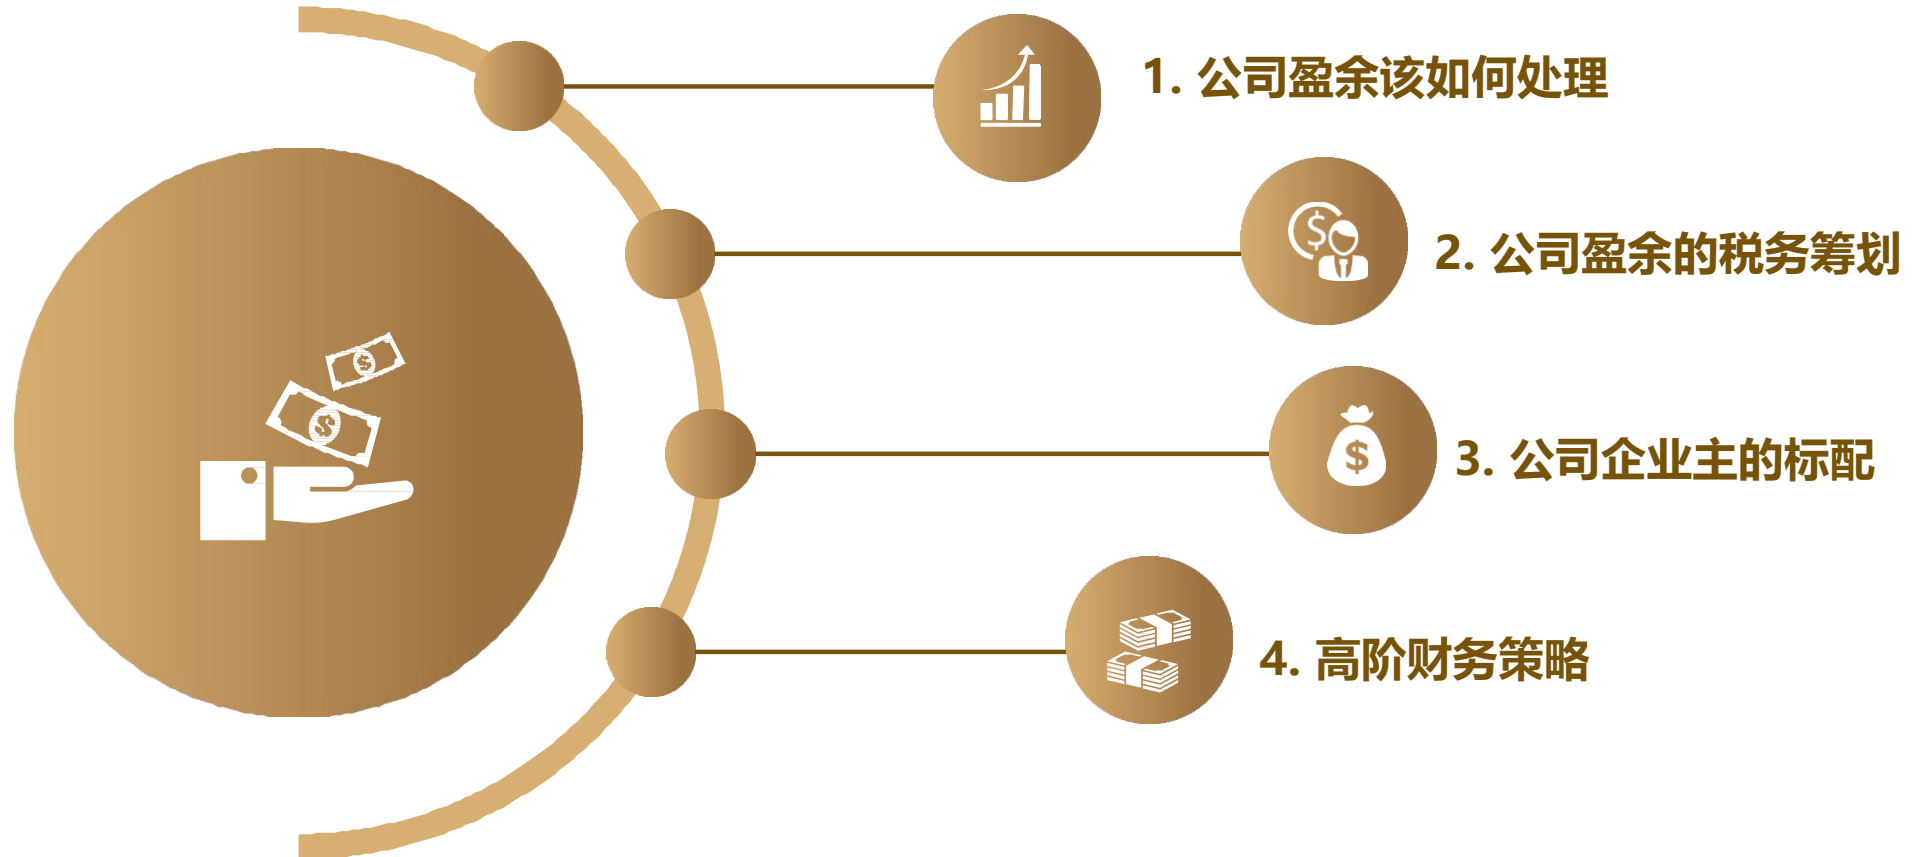 1. 公司盈余该如何处理
2. 公司盈余的税务筹划
3. 公司企业主的标配
4. 高阶财务策略